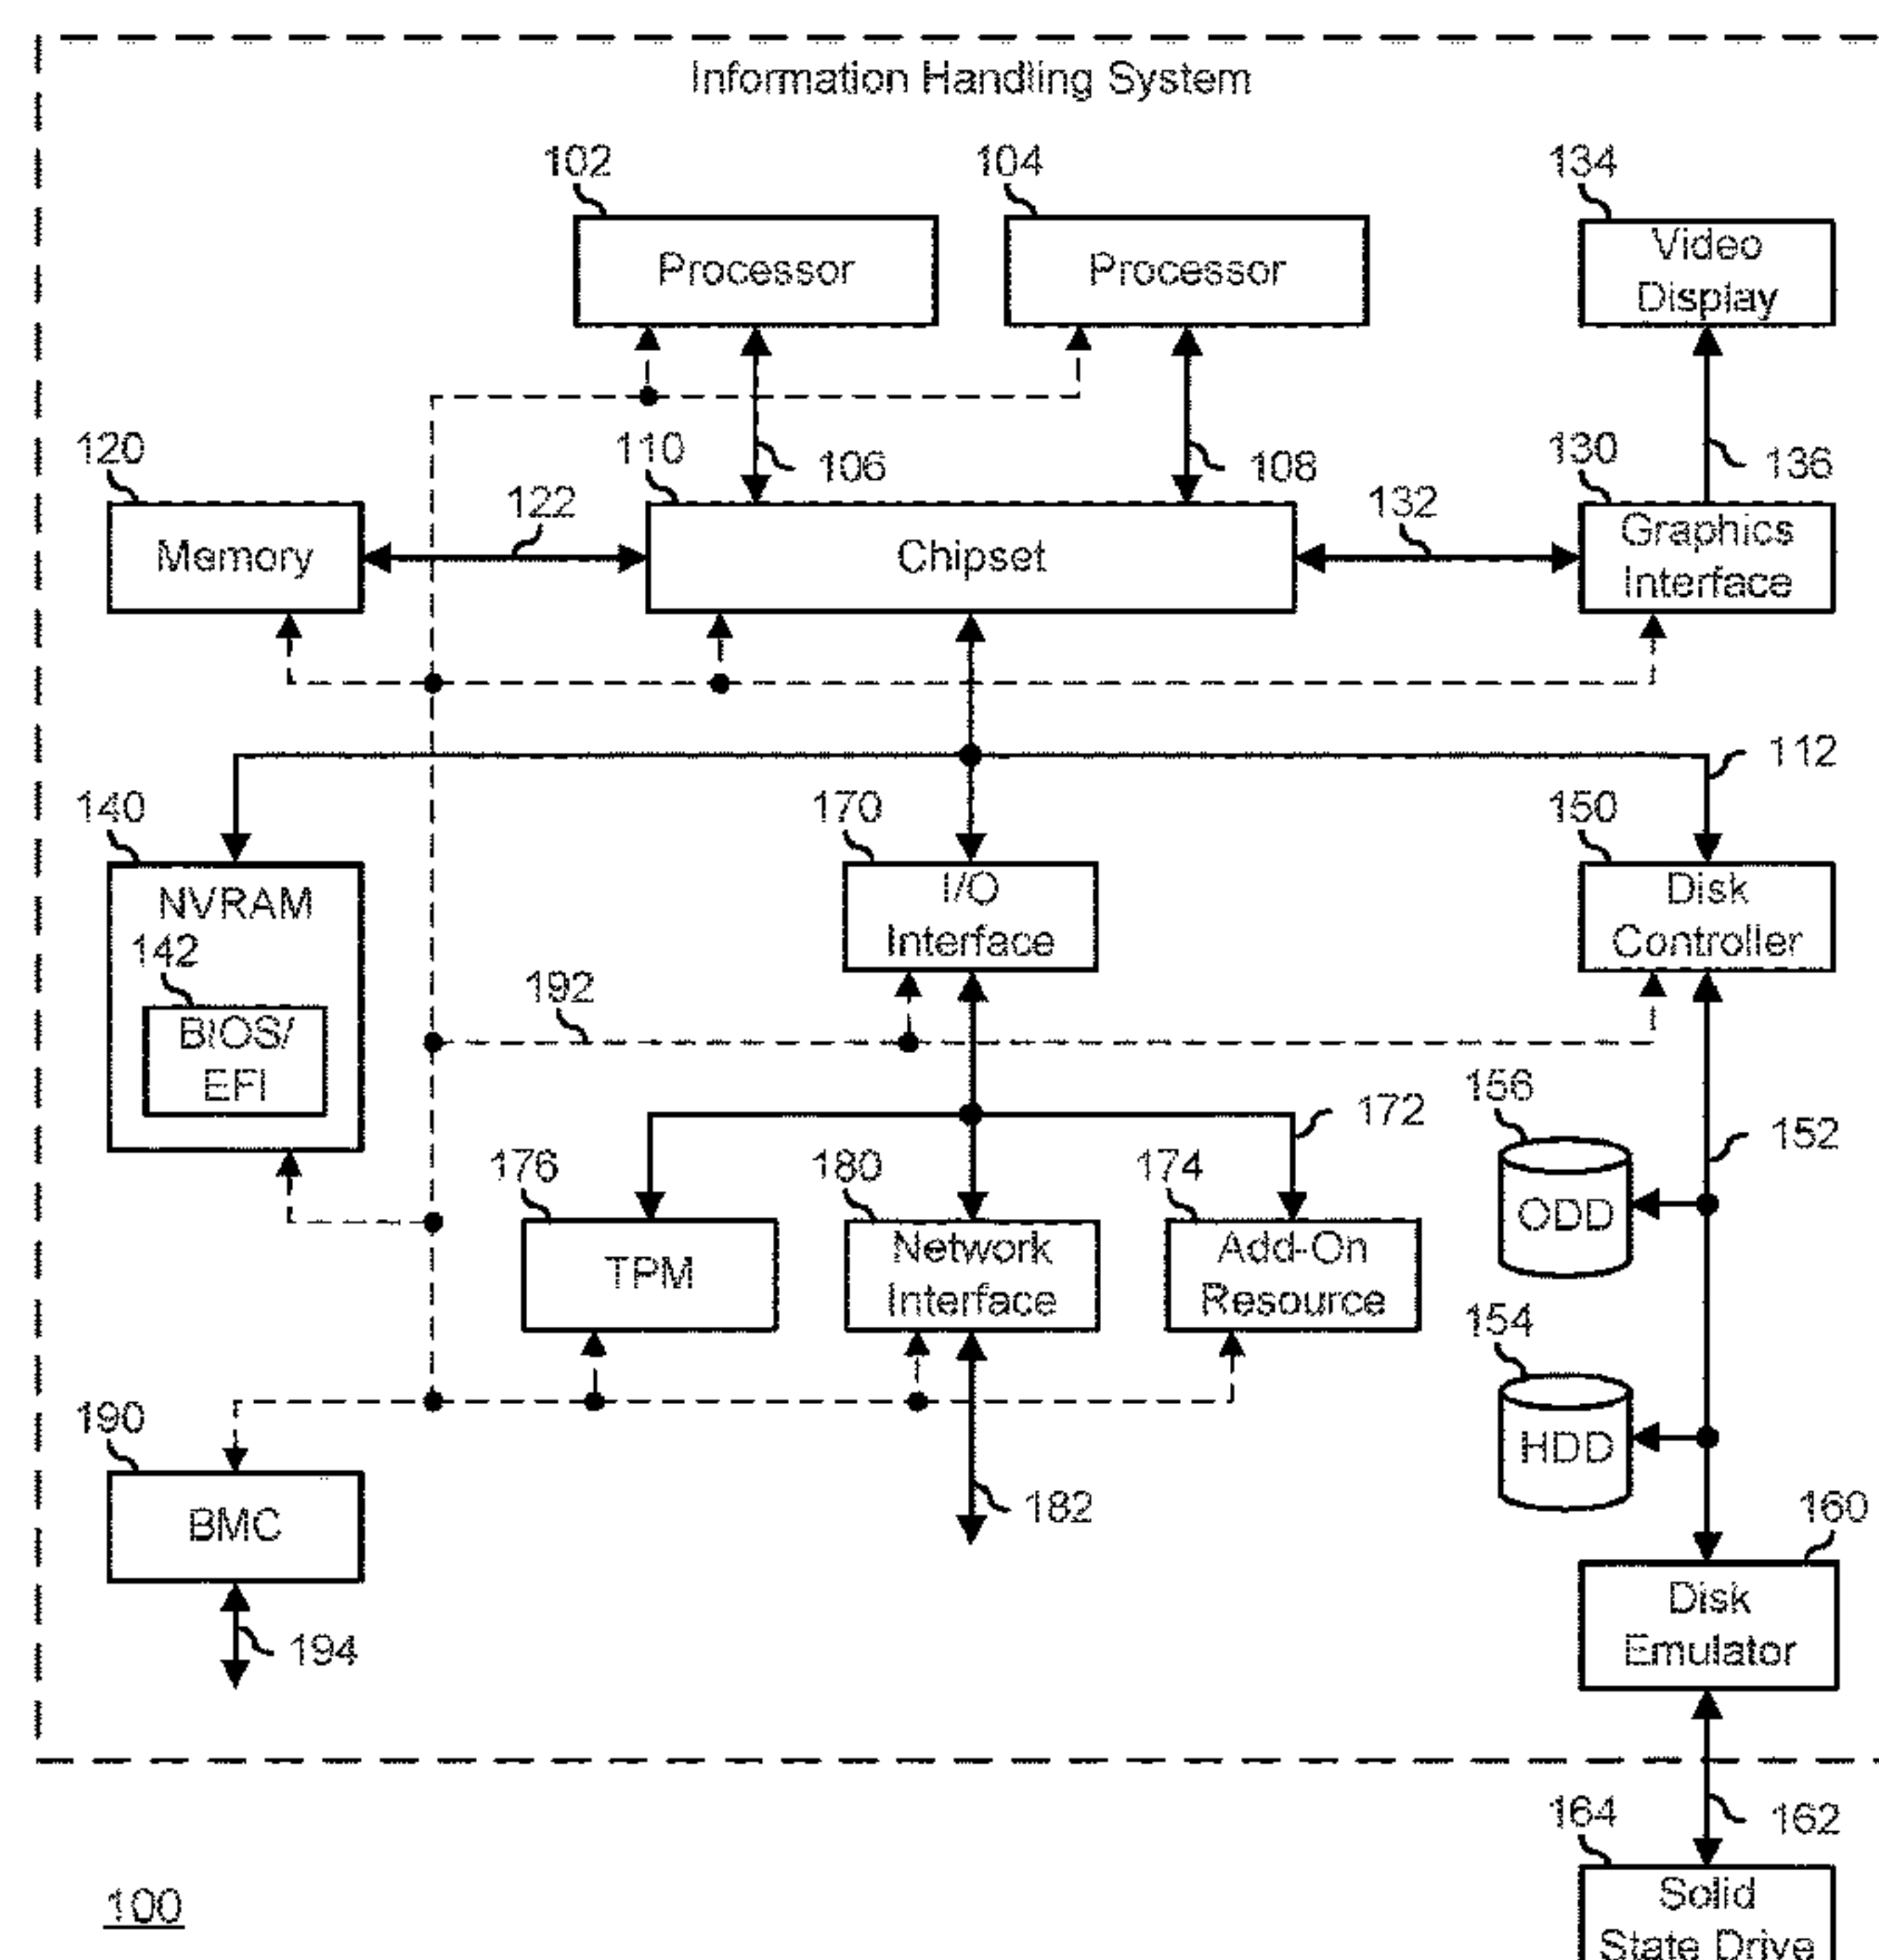 Information Handling System
102
104
134
Processor
Processor
Video
Display
120
110
106
108
130
136
122
132
Memory
Chipset
Graphics
Interface
112
140
170
150
NVRAM
I/O
Interface
Disk
Controller
142
BIOS/
EFI
192
156
172
152
176
180
174
ODD
TPM
Network
Interface
Add-On
Resource
154
190
HDD
BMC
182
160
Disk
Emulator
194
164
162
100
Solid
State Drive